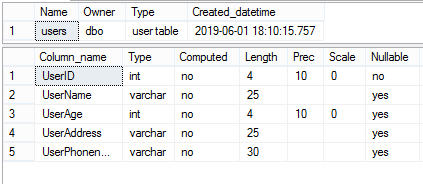 Name Owner Type Created_datetime
1 users dbo user table 2019-06-01 18:10:15.757
Column_name Type Computed Length Prec Scale Nullable
1 UserID int no 4 10 0 no
2 UserName varchar no 25 yes
3 UserAge int no 4 10 0 yes
4 UserAddress varchar no 25 yes
5 UserPhonen... varchar no 30 yes